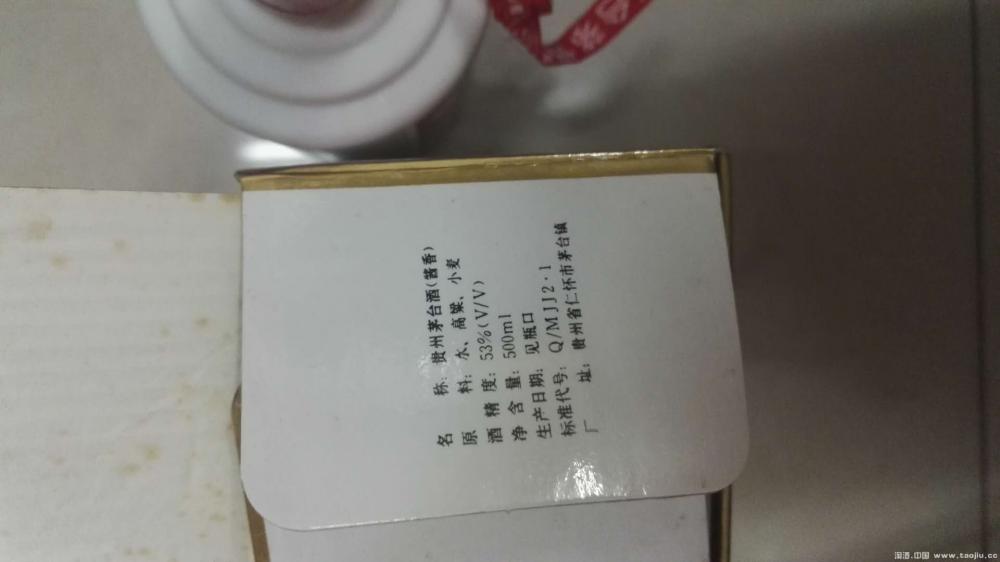 名 称: 贵州茅台酒(酱香)
原 料: 水、高粱、小麦
酒 精 度: 53%(V/V)
净 含 量: 500ml
生产日期: 见瓶口
标准代号: Q/MJJ2·1
厂 址: 贵州省仁怀市茅台镇
淘酒.中国 www.taojiu.cc